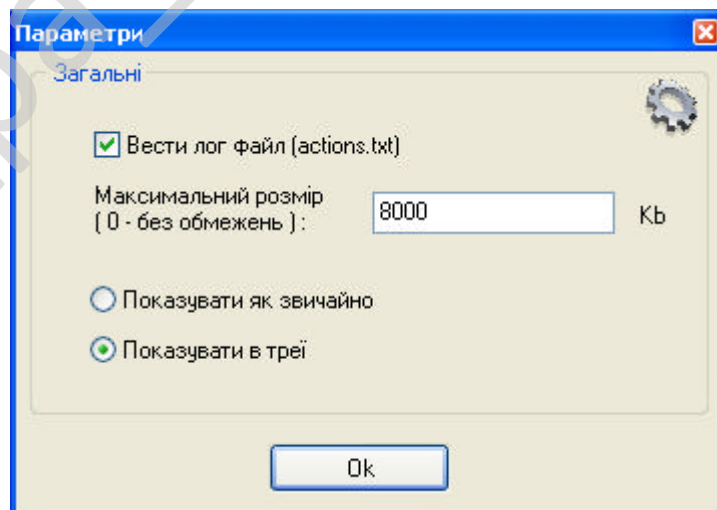 Параметри
Загальні
Вести лог файл (actions.txt)
Максимальний розмір
( 0 - без обмежень ) :
8000
Kb
Показувати як звичайно
Показувати в треї
Ok